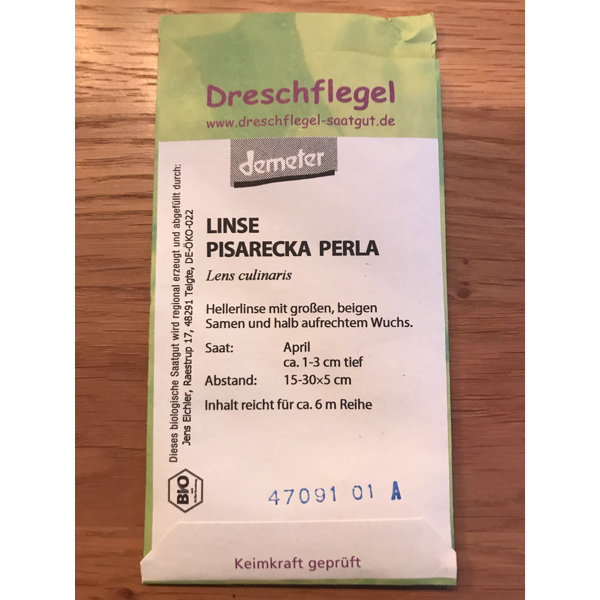 Dreschflegel
www.dreschflegel-saatgut.de
demeter
LINSE
PISARECKA PERLA
Lens culinaris
Hellerlinse mit großen, beigen
Samen und halb aufrechtem Wuchs.
Saat: April
ca. 1-3 cm tief
Abstand: 15-30×5 cm
Inhalt reicht für ca. 6 m Reihe
Dieses biologische Saatgut wird regional erzeugt und abgefüllt durch:
Jens Eichler, Raestrup 17, 48291 Telgte, DE-ÖKO-022
BIO
47091 01 A
Keimkraft geprüft